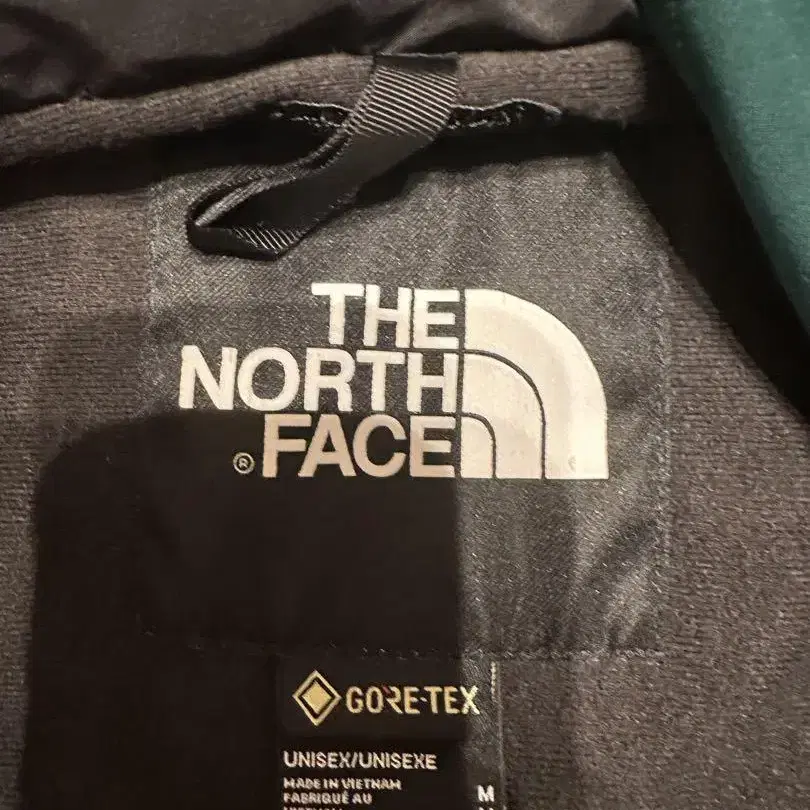 THE
NORTH
® FACE
GORE-TEX
UNISEX/UNISEXE
MADE IN VIETNAM
FABRIQUÉ AU
M